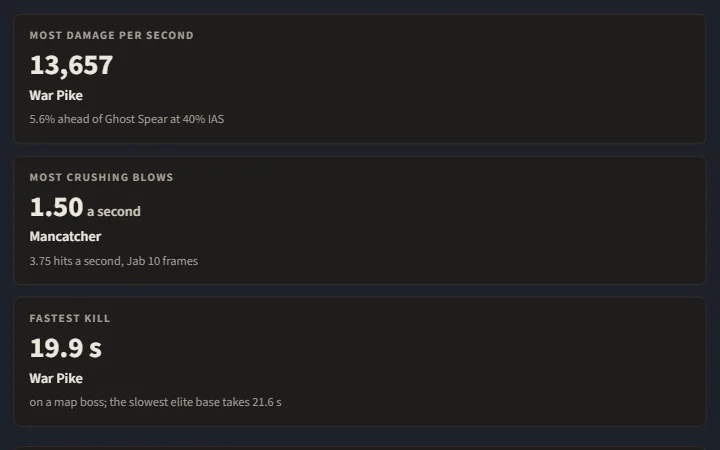 MOST DAMAGE PER SECOND
13,657
War Pike
5.6% ahead of Ghost Spear at 40% IAS
MOST CRUSHING BLOWS
1.50 a second
Mancatcher
3.75 hits a second, Jab 10 frames
FASTEST KILL
19.9 s
War Pike
on a map boss; the slowest elite base takes 21.6 s